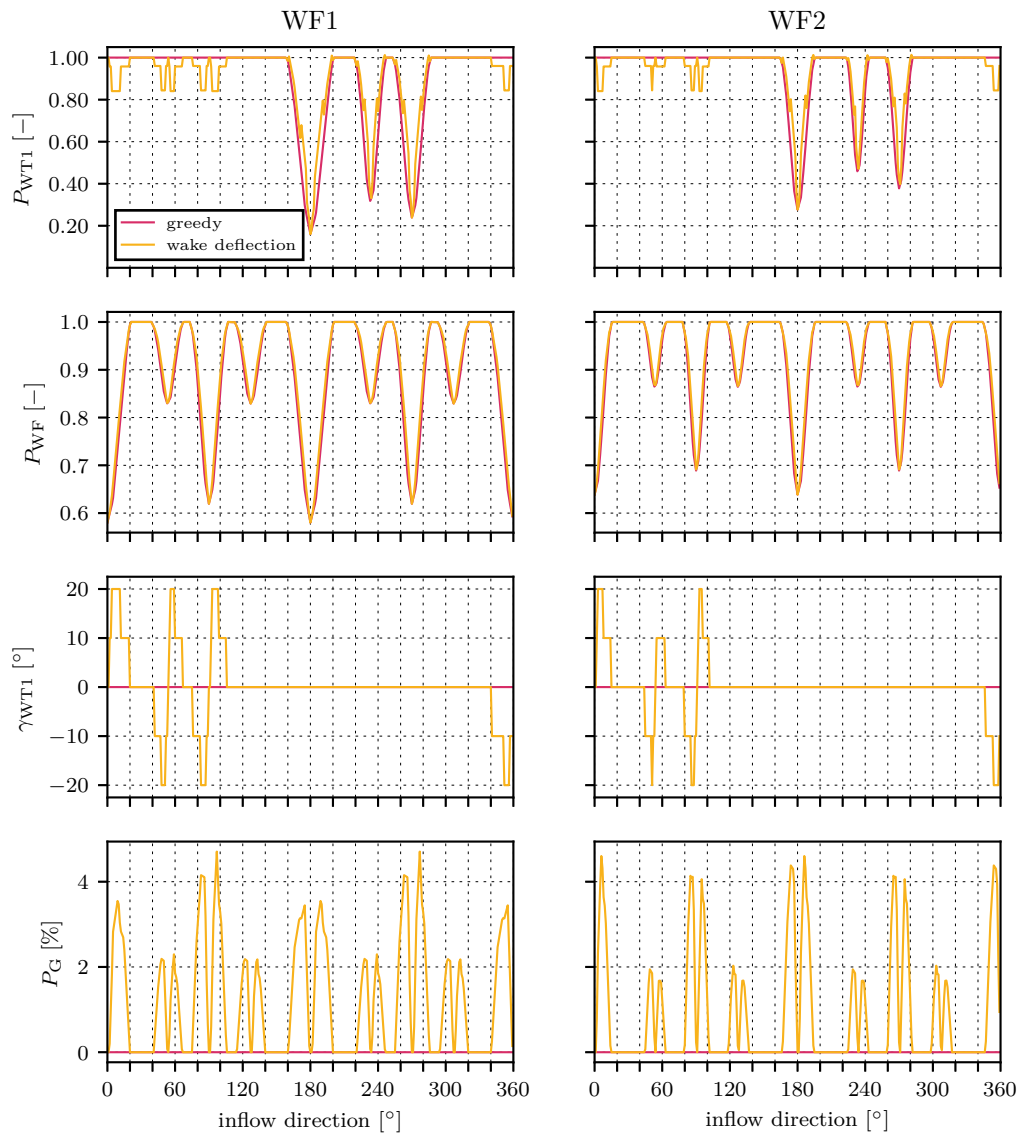 WF1 WF2
1.00
0.80
0.60
0.40
0.20
P_WT1 [−]
greedy
wake deflection
1.0
0.9
0.8
0.7
0.6
P_WF [−]
20
10
0
−10
−20
γ_WT1 [°]
4
2
0
P_G [%]
0 60 120 180 240 300 360 0 60 120 180 240 300 360
inflow direction [°] inflow direction [°]